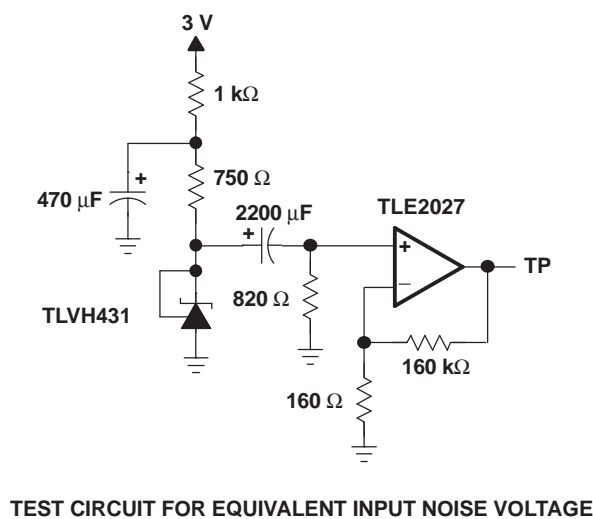 3 V
1 kΩ
+
750 Ω
470 μF
2200 μF
TLE2027
+
+
TP
–
820 Ω
TLVH431
160 kΩ
160 Ω
TEST CIRCUIT FOR EQUIVALENT INPUT NOISE VOLTAGE